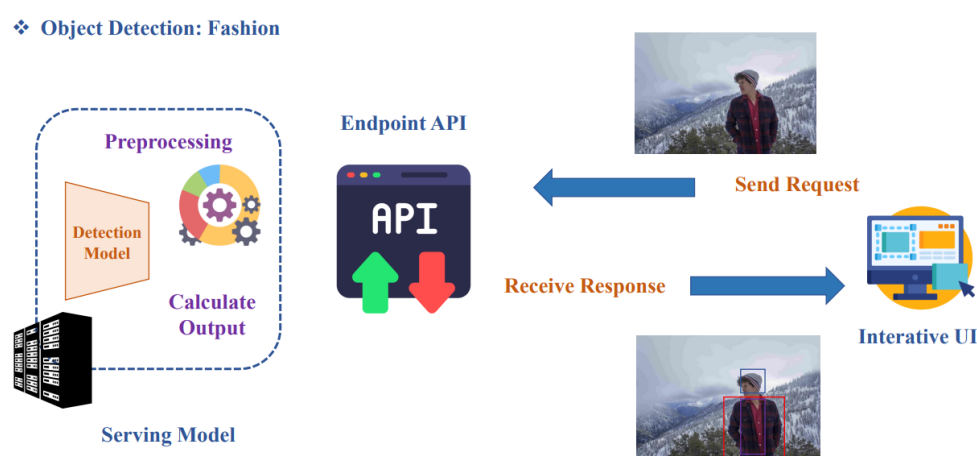 ❖ Object Detection: Fashion
Preprocessing
Detection
Model
Calculate
Output
Serving Model
Endpoint API
API
Send Request
Receive Response
Interative UI